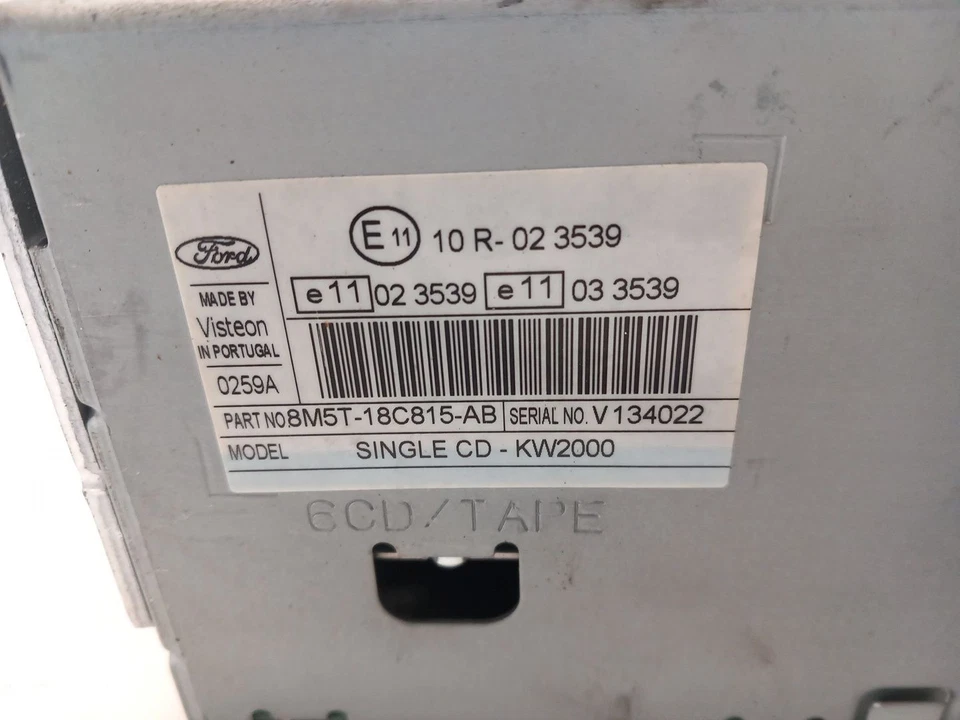 E 11 10 R- 02 3539
Ford
e11 02 3539 e11 03 3539
MADE BY
Visteon
IN PORTUGAL
0259A
PART NO. 8M5T-18C815-AB SERIAL NO. V134022
MODEL SINGLE CD - KW2000
6CD/TAPE